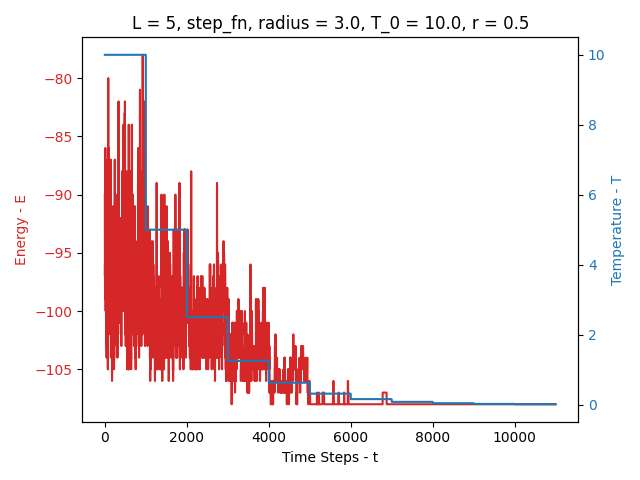 L = 5, step_fn, radius = 3.0, T_0 = 10.0, r = 0.5
−80
−85
−90
−95
−100
−105
Energy - E
10
8
6
4
2
0
Temperature - T
0 2000 4000 6000 8000 10000
Time Steps - t